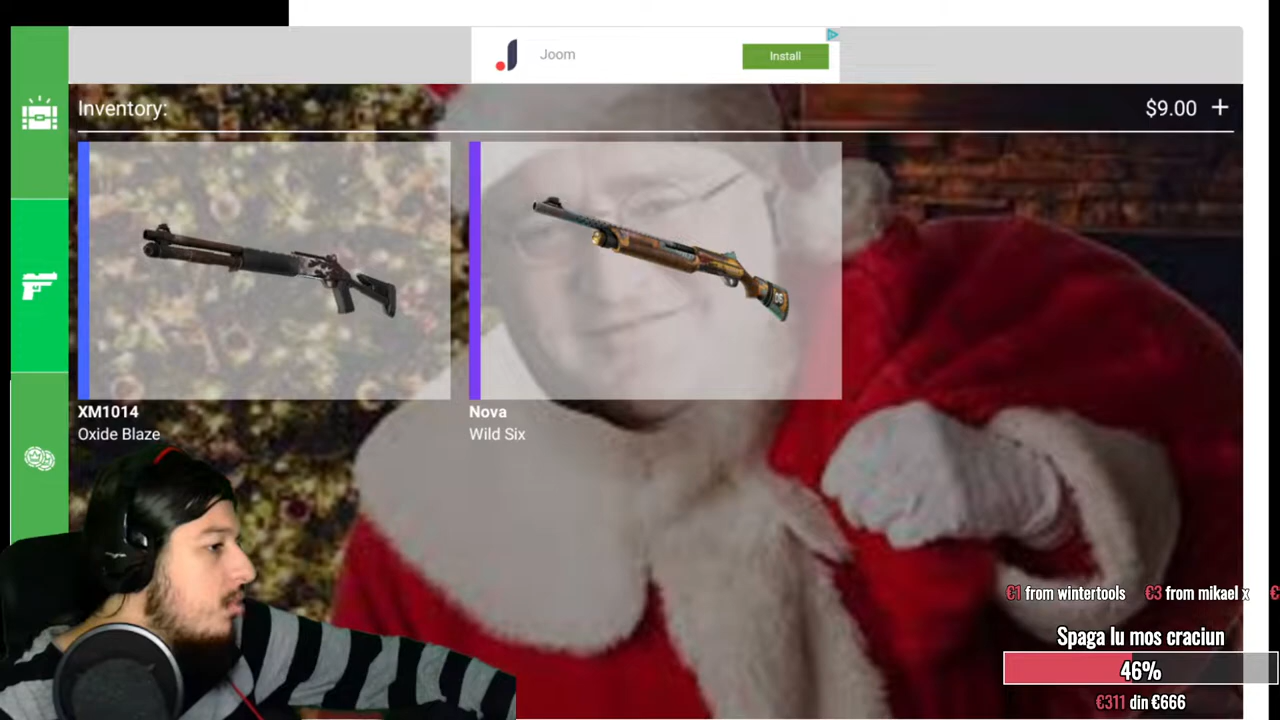 Joom
Install
Inventory:
$9.00 +
XM1014
Oxide Blaze
Nova
Wild Six
€1 from wintertools €3 from mikael x €
Spaga lu mos craciun
46%
€311 din €666